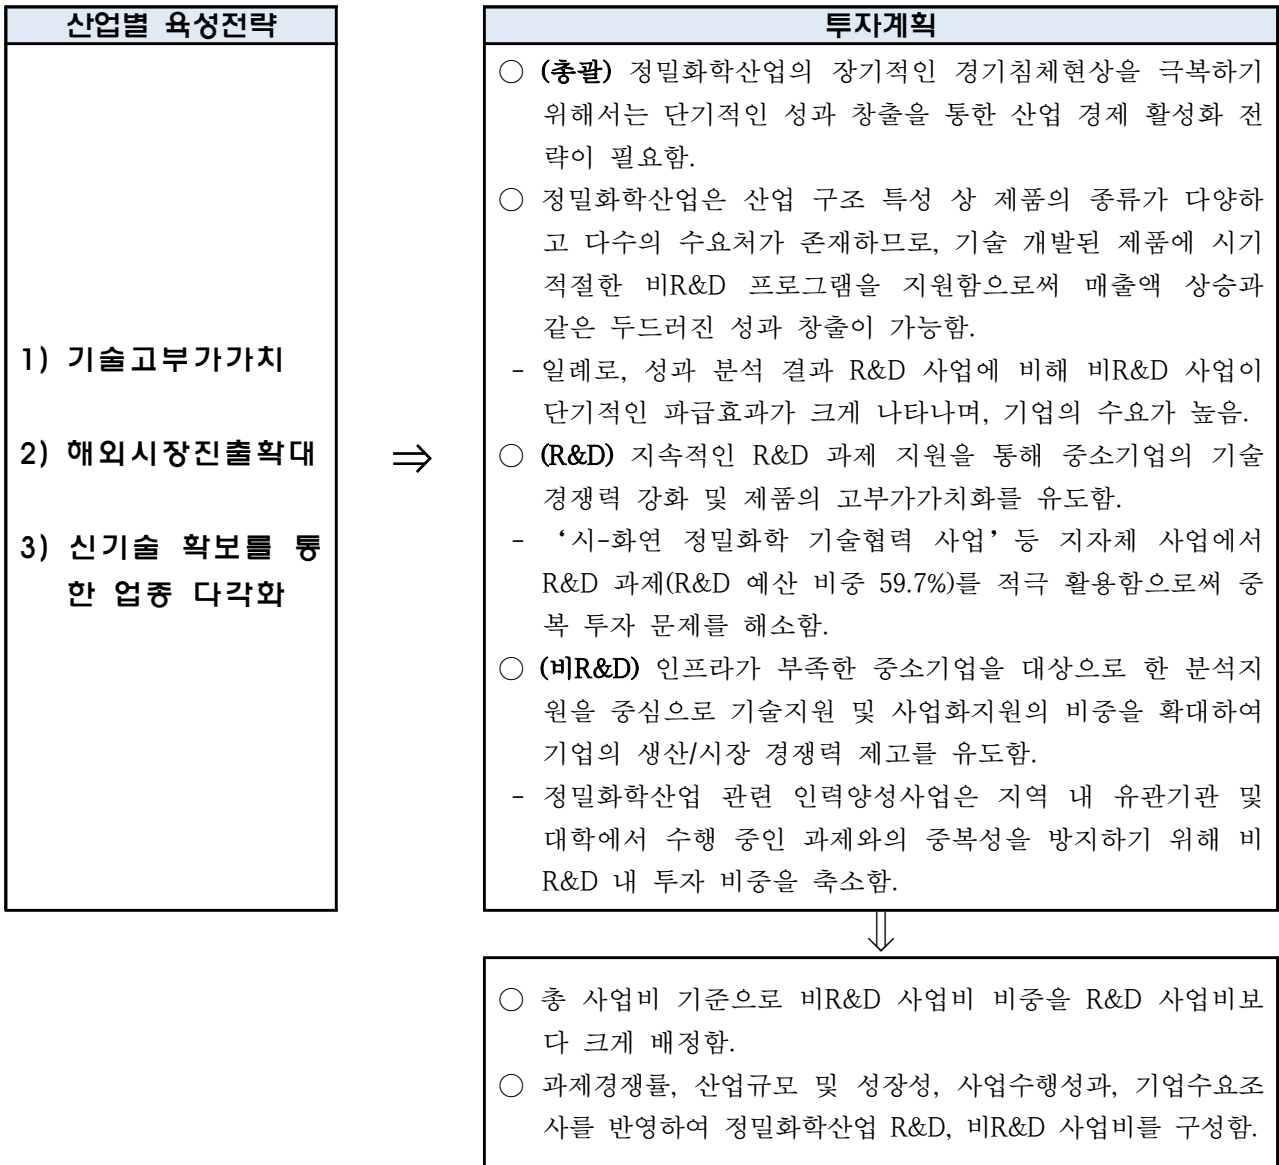 산업별 육성전략
1) 기술고부가가치
2) 해외시장진출확대
3) 신기술 확보를 통
한 업종 다각화
⇒
투자계획
○ (총괄) 정밀화학산업의 장기적인 경기침체현상을 극복하기
위해서는 단기적인 성과 창출을 통한 산업 경제 활성화 전
략이 필요함.
○ 정밀화학산업은 산업 구조 특성 상 제품의 종류가 다양하
고 다수의 수요처가 존재하므로, 기술 개발된 제품에 시기
적절한 비R&D 프로그램을 지원함으로써 매출액 상승과
같은 두드러진 성과 창출이 가능함.
- 일례로, 성과 분석 결과 R&D 사업에 비해 비R&D 사업이
단기적인 파급효과가 크게 나타나며, 기업의 수요가 높음.
○ (R&D) 지속적인 R&D 과제 지원을 통해 중소기업의 기술
경쟁력 강화 및 제품의 고부가가치화를 유도함.
- ‘시-화연 정밀화학 기술협력 사업’ 등 지자체 사업에서
R&D 과제(R&D 예산 비중 59.7%)를 적극 활용함으로써 중
복 투자 문제를 해소함.
○ (비R&D) 인프라가 부족한 중소기업을 대상으로 한 분석지
원을 중심으로 기술지원 및 사업화지원의 비중을 확대하여
기업의 생산/시장 경쟁력 제고를 유도함.
- 정밀화학산업 관련 인력양성사업은 지역 내 유관기관 및
대학에서 수행 중인 과제와의 중복성을 방지하기 위해 비
R&D 내 투자 비중을 축소함.
⇓
○ 총 사업비 기준으로 비R&D 사업비 비중을 R&D 사업비보
다 크게 배정함.
○ 과제경쟁률, 산업규모 및 성장성, 사업수행성과, 기업수요조
사를 반영하여 정밀화학산업 R&D, 비R&D 사업비를 구성함.